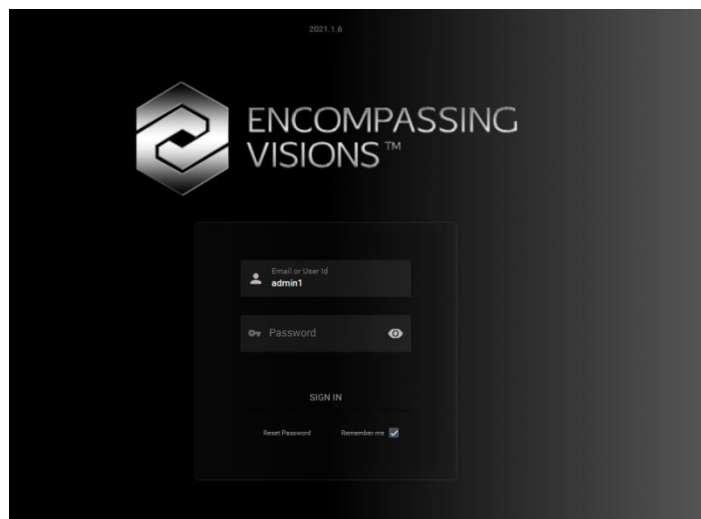 2021.1.6
ENCOMPASSING
VISIONS™
Email or User Id
admin1
Password
SIGN IN
Reset Password Remember me